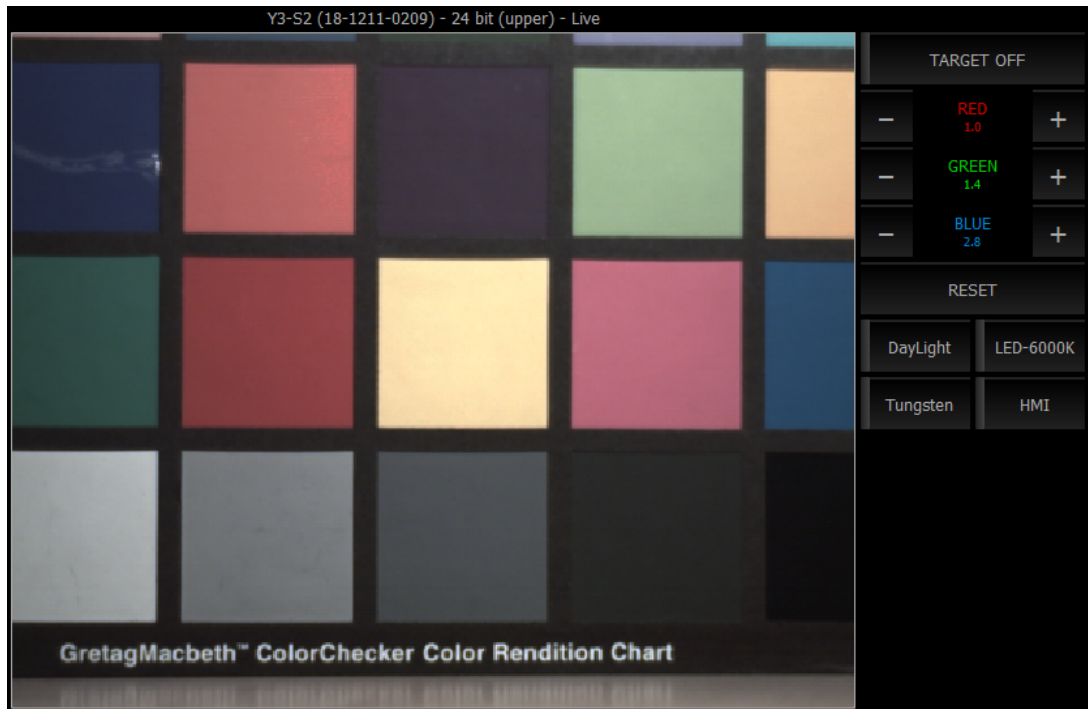 Y3-S2 (18-1211-0209) - 24 bit (upper) - Live
TARGET OFF
− RED +
1.0
− GREEN +
1.4
− BLUE +
2.8
RESET
DayLight LED-6000K
Tungsten HMI
GretagMacbeth™ ColorChecker Color Rendition Chart